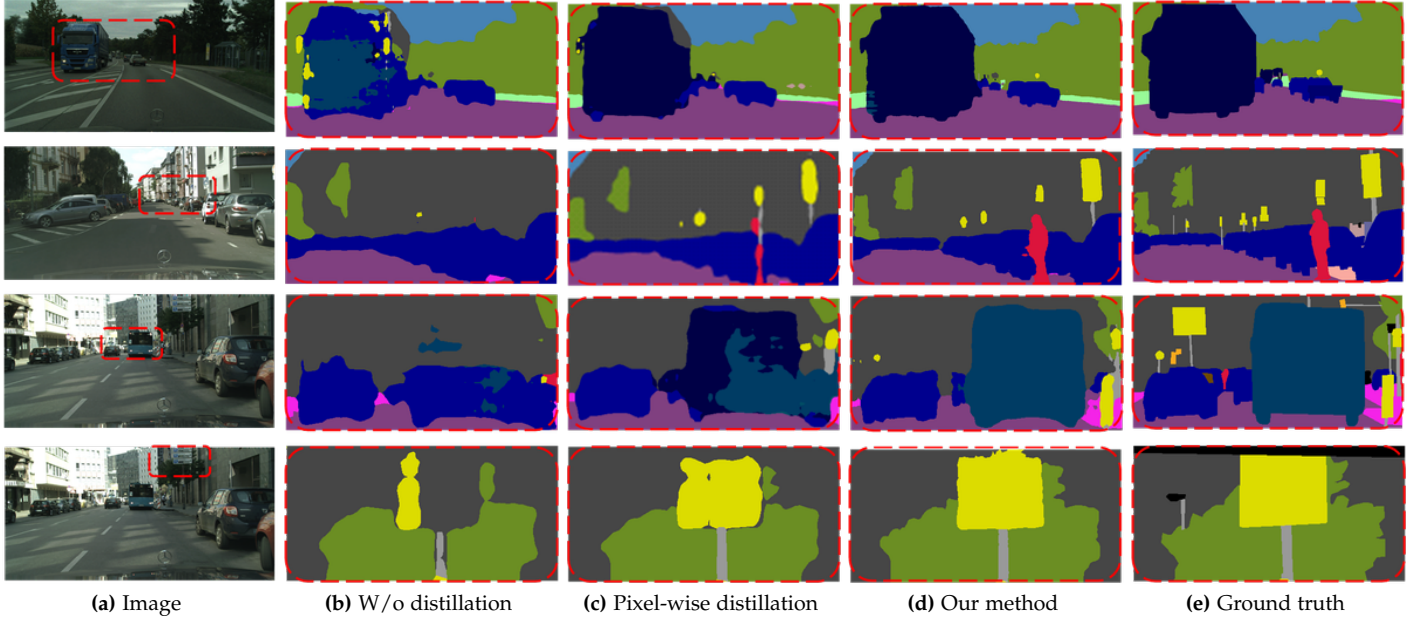 (a) Image
(b) W/o distillation
(c) Pixel-wise distillation
(d) Our method
(e) Ground truth